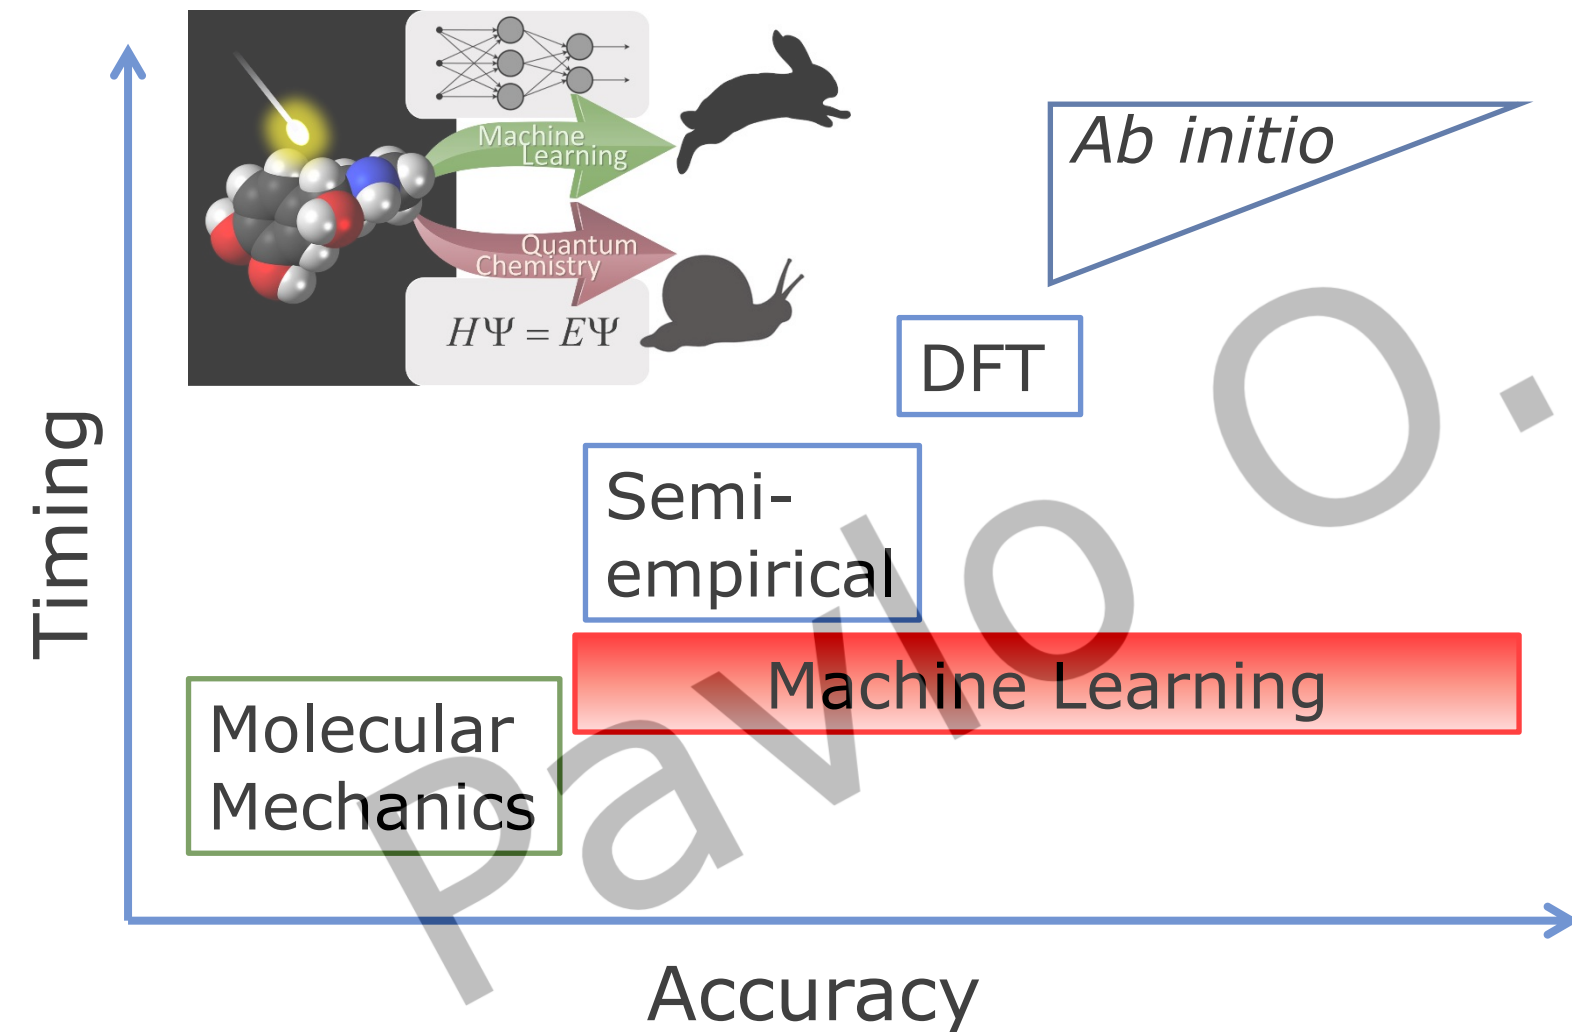 Machine
Learning
Quantum
Chemistry
HΨ = EΨ
Ab initio
DFT
Semi-
empirical
Machine Learning
Molecular
Mechanics
Timing
Accuracy
Pavlo O.